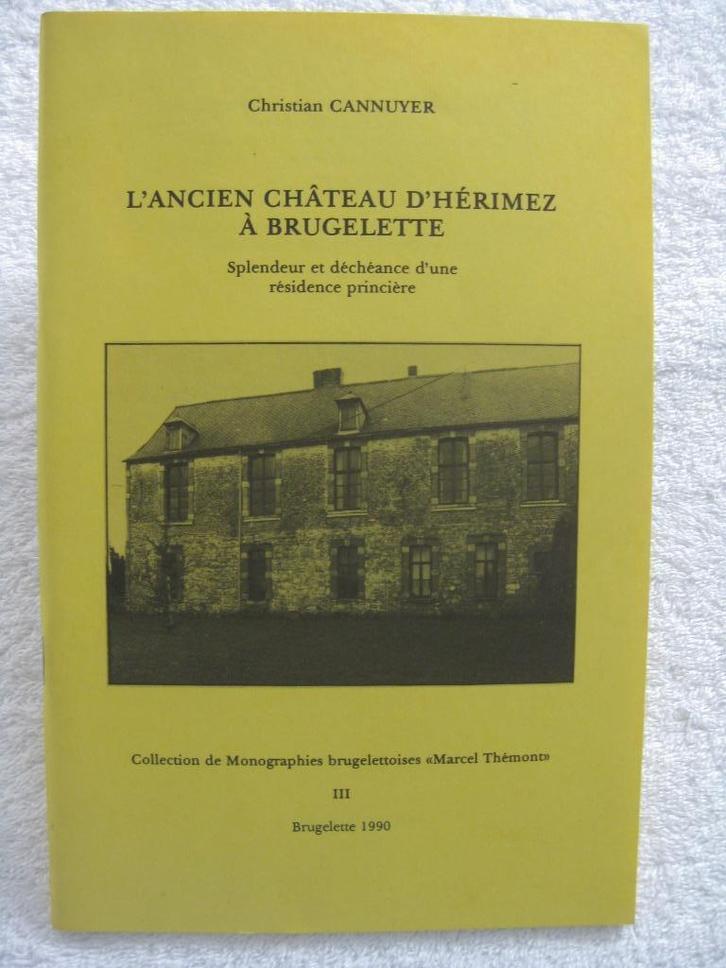 Christian CANNUYER
L'ANCIEN CHÂTEAU D'HÉRIMEZ
À BRUGELETTE
Splendeur et déchéance d'une
résidence princière
Collection de Monographies brugelettoises «Marcel Thémont»
III
Brugelette 1990